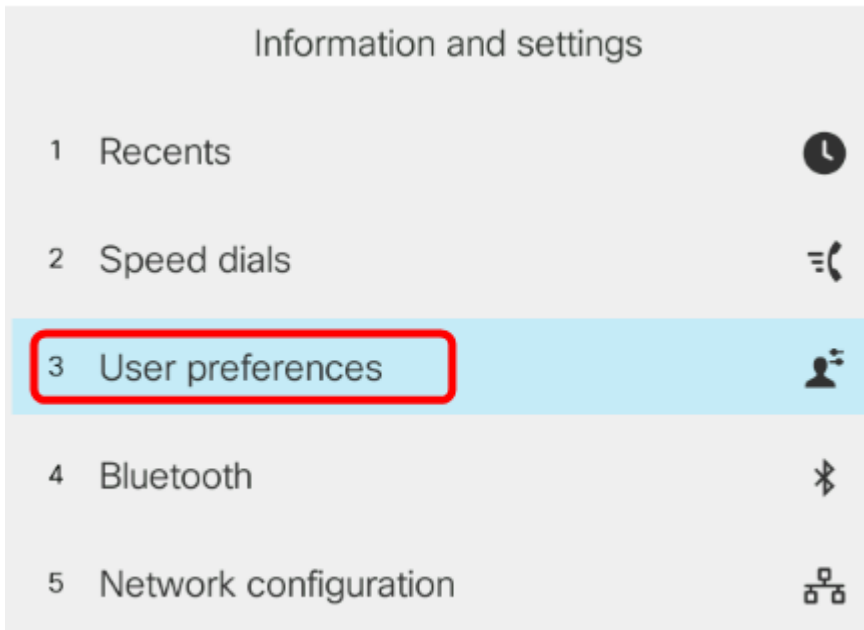 Information and settings
1 Recents
2 Speed dials
3 User preferences
4 Bluetooth
5 Network configuration